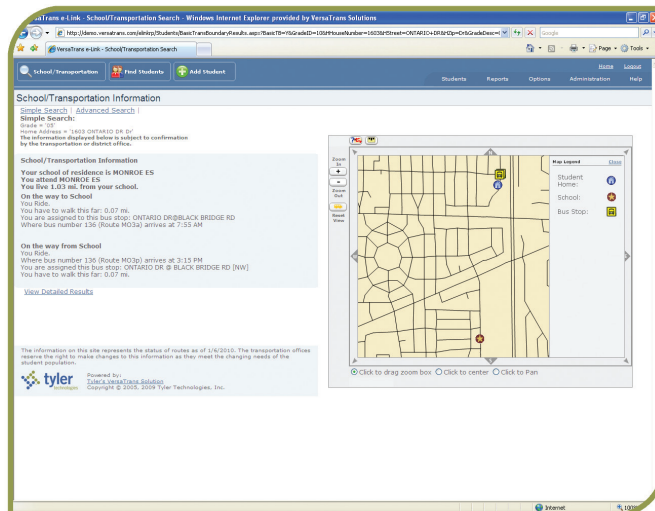 VersaTrans e-Link - School/Transportation Search - Windows Internet Explorer provided by VersaTrans Solutions
Google
VersaTrans e-Link - School/Transportation Search
Page
Tools
School/Transportation
Find Students
Add Student
Home
Logout
Students
Reports
Options
Administration
Help
School/Transportation Information
Simple Search | Advanced Search |
Simple Search:
Grade = '05'
Home Address = '1603 ONTARIO DR Dr'
The information displayed below is subject to confirmation
by the transportation or district office.
School/Transportation Information
Your school of residence is MONROE ES
You attend MONROE ES
You live 1.03 mi. from your school.
On the way to School
You Ride.
You have to walk this far: 0.07 mi.
You are assigned to this bus stop: ONTARIO DR@BLACK BRIDGE RD
Where bus number 136 (Route MO3a) arrives at 7:55 AM
On the way from School
You Ride.
Where bus number 136 (Route MO3p) arrives at 3:15 PM
You are assigned this bus stop: ONTARIO DR @ BLACK BRIDGE RD [NW]
You have to walk this far: 0.07 mi.
View Detailed Results
The information on this site represents the status of routes as of 1/6/2010. The transportation offices
reserve the right to make changes to this information as they meet the changing needs of the
student population.
tyler
technologies
Powered by:
Tyler's VersaTrans Solution
Copyright © 2005, 2009 Tyler Technologies, Inc.
Zoom
In
+
-
Zoom
Out
Reset
View
Map Legend
Close
Student
Home:
School:
Bus Stop:
Click to drag zoom box
Click to center
Click to Pan
Internet